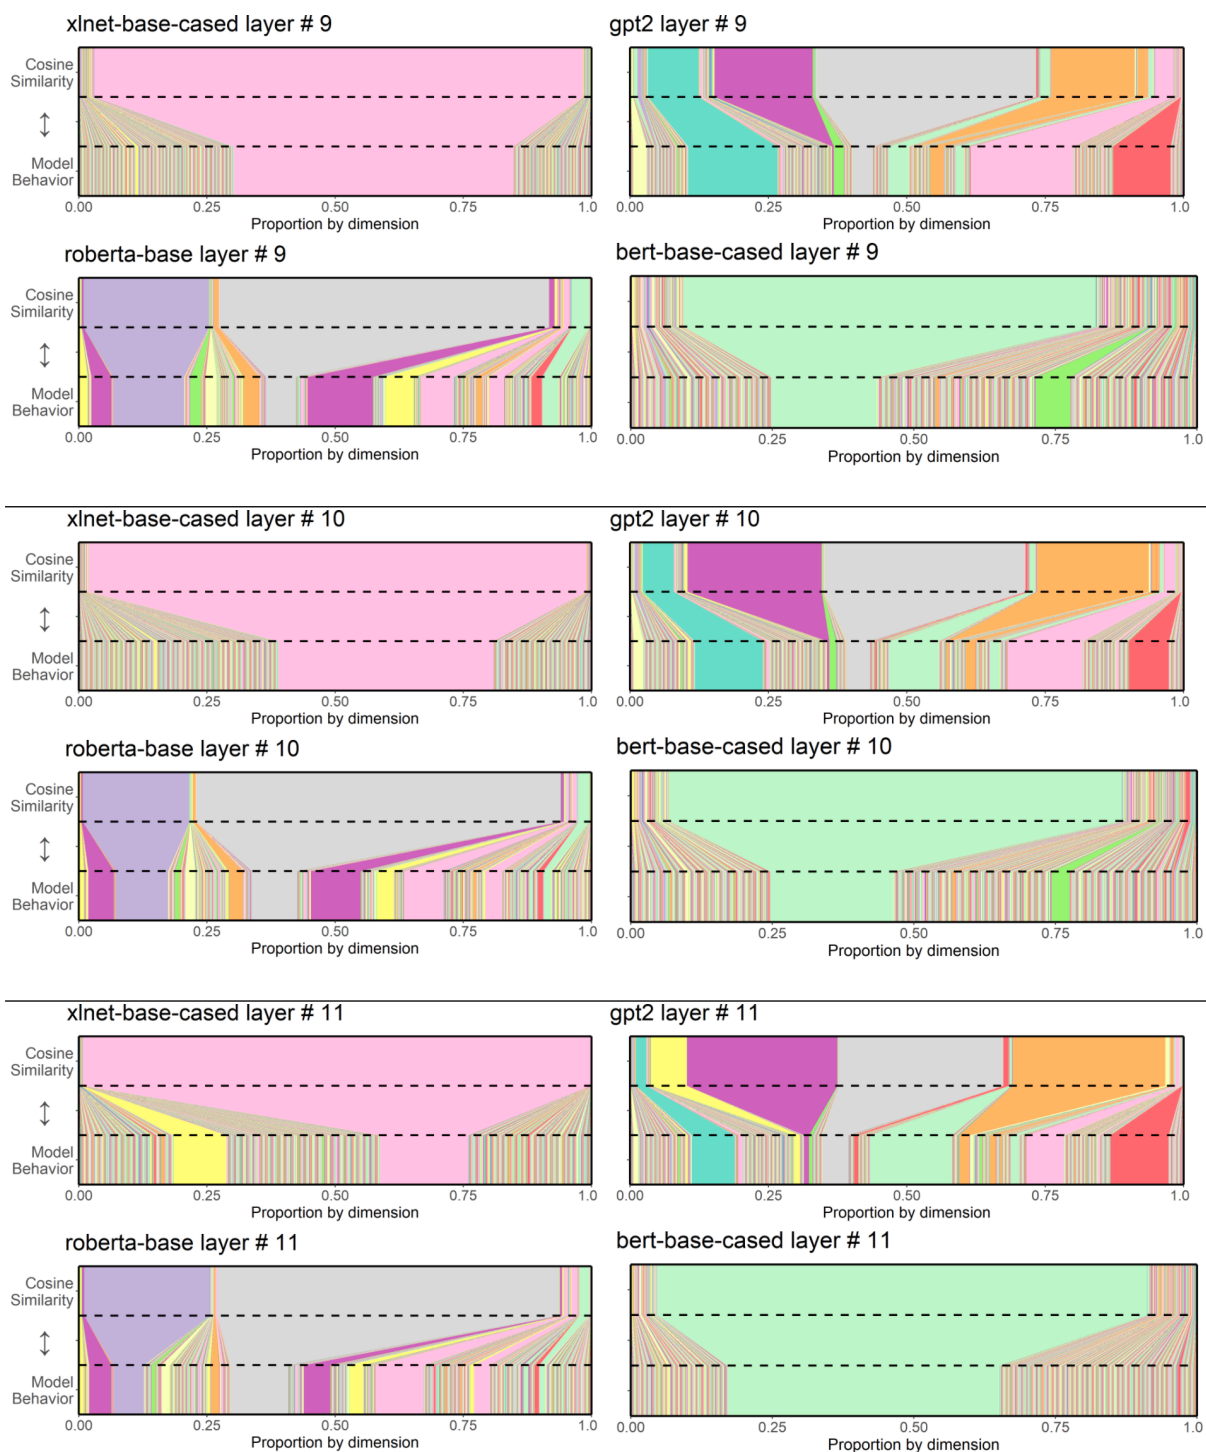 xlnet-base-cased layer # 9
Cosine
Similarity
↕
Model
Behavior
0.00 0.25 0.50 0.75 1.0
Proportion by dimension
gpt2 layer # 9
0.00 0.25 0.50 0.75 1.0
Proportion by dimension
roberta-base layer # 9
Cosine
Similarity
↕
Model
Behavior
0.00 0.25 0.50 0.75 1.0
Proportion by dimension
bert-base-cased layer # 9
0.00 0.25 0.50 0.75 1.0
Proportion by dimension
xlnet-base-cased layer # 10
Cosine
Similarity
↕
Model
Behavior
0.00 0.25 0.50 0.75 1.0
Proportion by dimension
gpt2 layer # 10
0.00 0.25 0.50 0.75 1.0
Proportion by dimension
roberta-base layer # 10
Cosine
Similarity
↕
Model
Behavior
0.00 0.25 0.50 0.75 1.0
Proportion by dimension
bert-base-cased layer # 10
0.00 0.25 0.50 0.75 1.0
Proportion by dimension
xlnet-base-cased layer # 11
Cosine
Similarity
↕
Model
Behavior
0.00 0.25 0.50 0.75 1.0
Proportion by dimension
gpt2 layer # 11
0.00 0.25 0.50 0.75 1.0
Proportion by dimension
roberta-base layer # 11
Cosine
Similarity
↕
Model
Behavior
0.00 0.25 0.50 0.75 1.0
Proportion by dimension
bert-base-cased layer # 11
0.00 0.25 0.50 0.75 1.0
Proportion by dimension